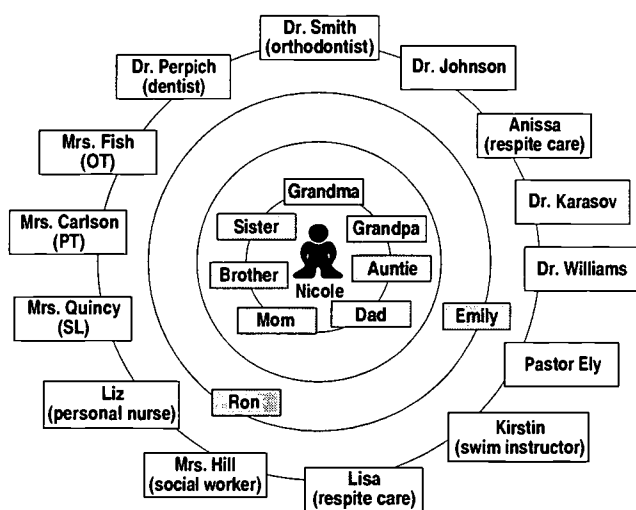 Dr. Smith
(orthodontist)
Dr. Perpich
(dentist)
Dr. Johnson
Mrs. Fish
(OT)
Anissa
(respite care)
Grandma
Sister
Grandpa
Dr. Karasov
Mrs. Carlson
(PT)
Brother
Auntie
Dr. Williams
Nicole
Mrs. Quincy
(SL)
Mom
Dad
Emily
Pastor Ely
Liz
(personal nurse)
Ron
Kirstin
(swim instructor)
Mrs. Hill
(social worker)
Lisa
(respite care)